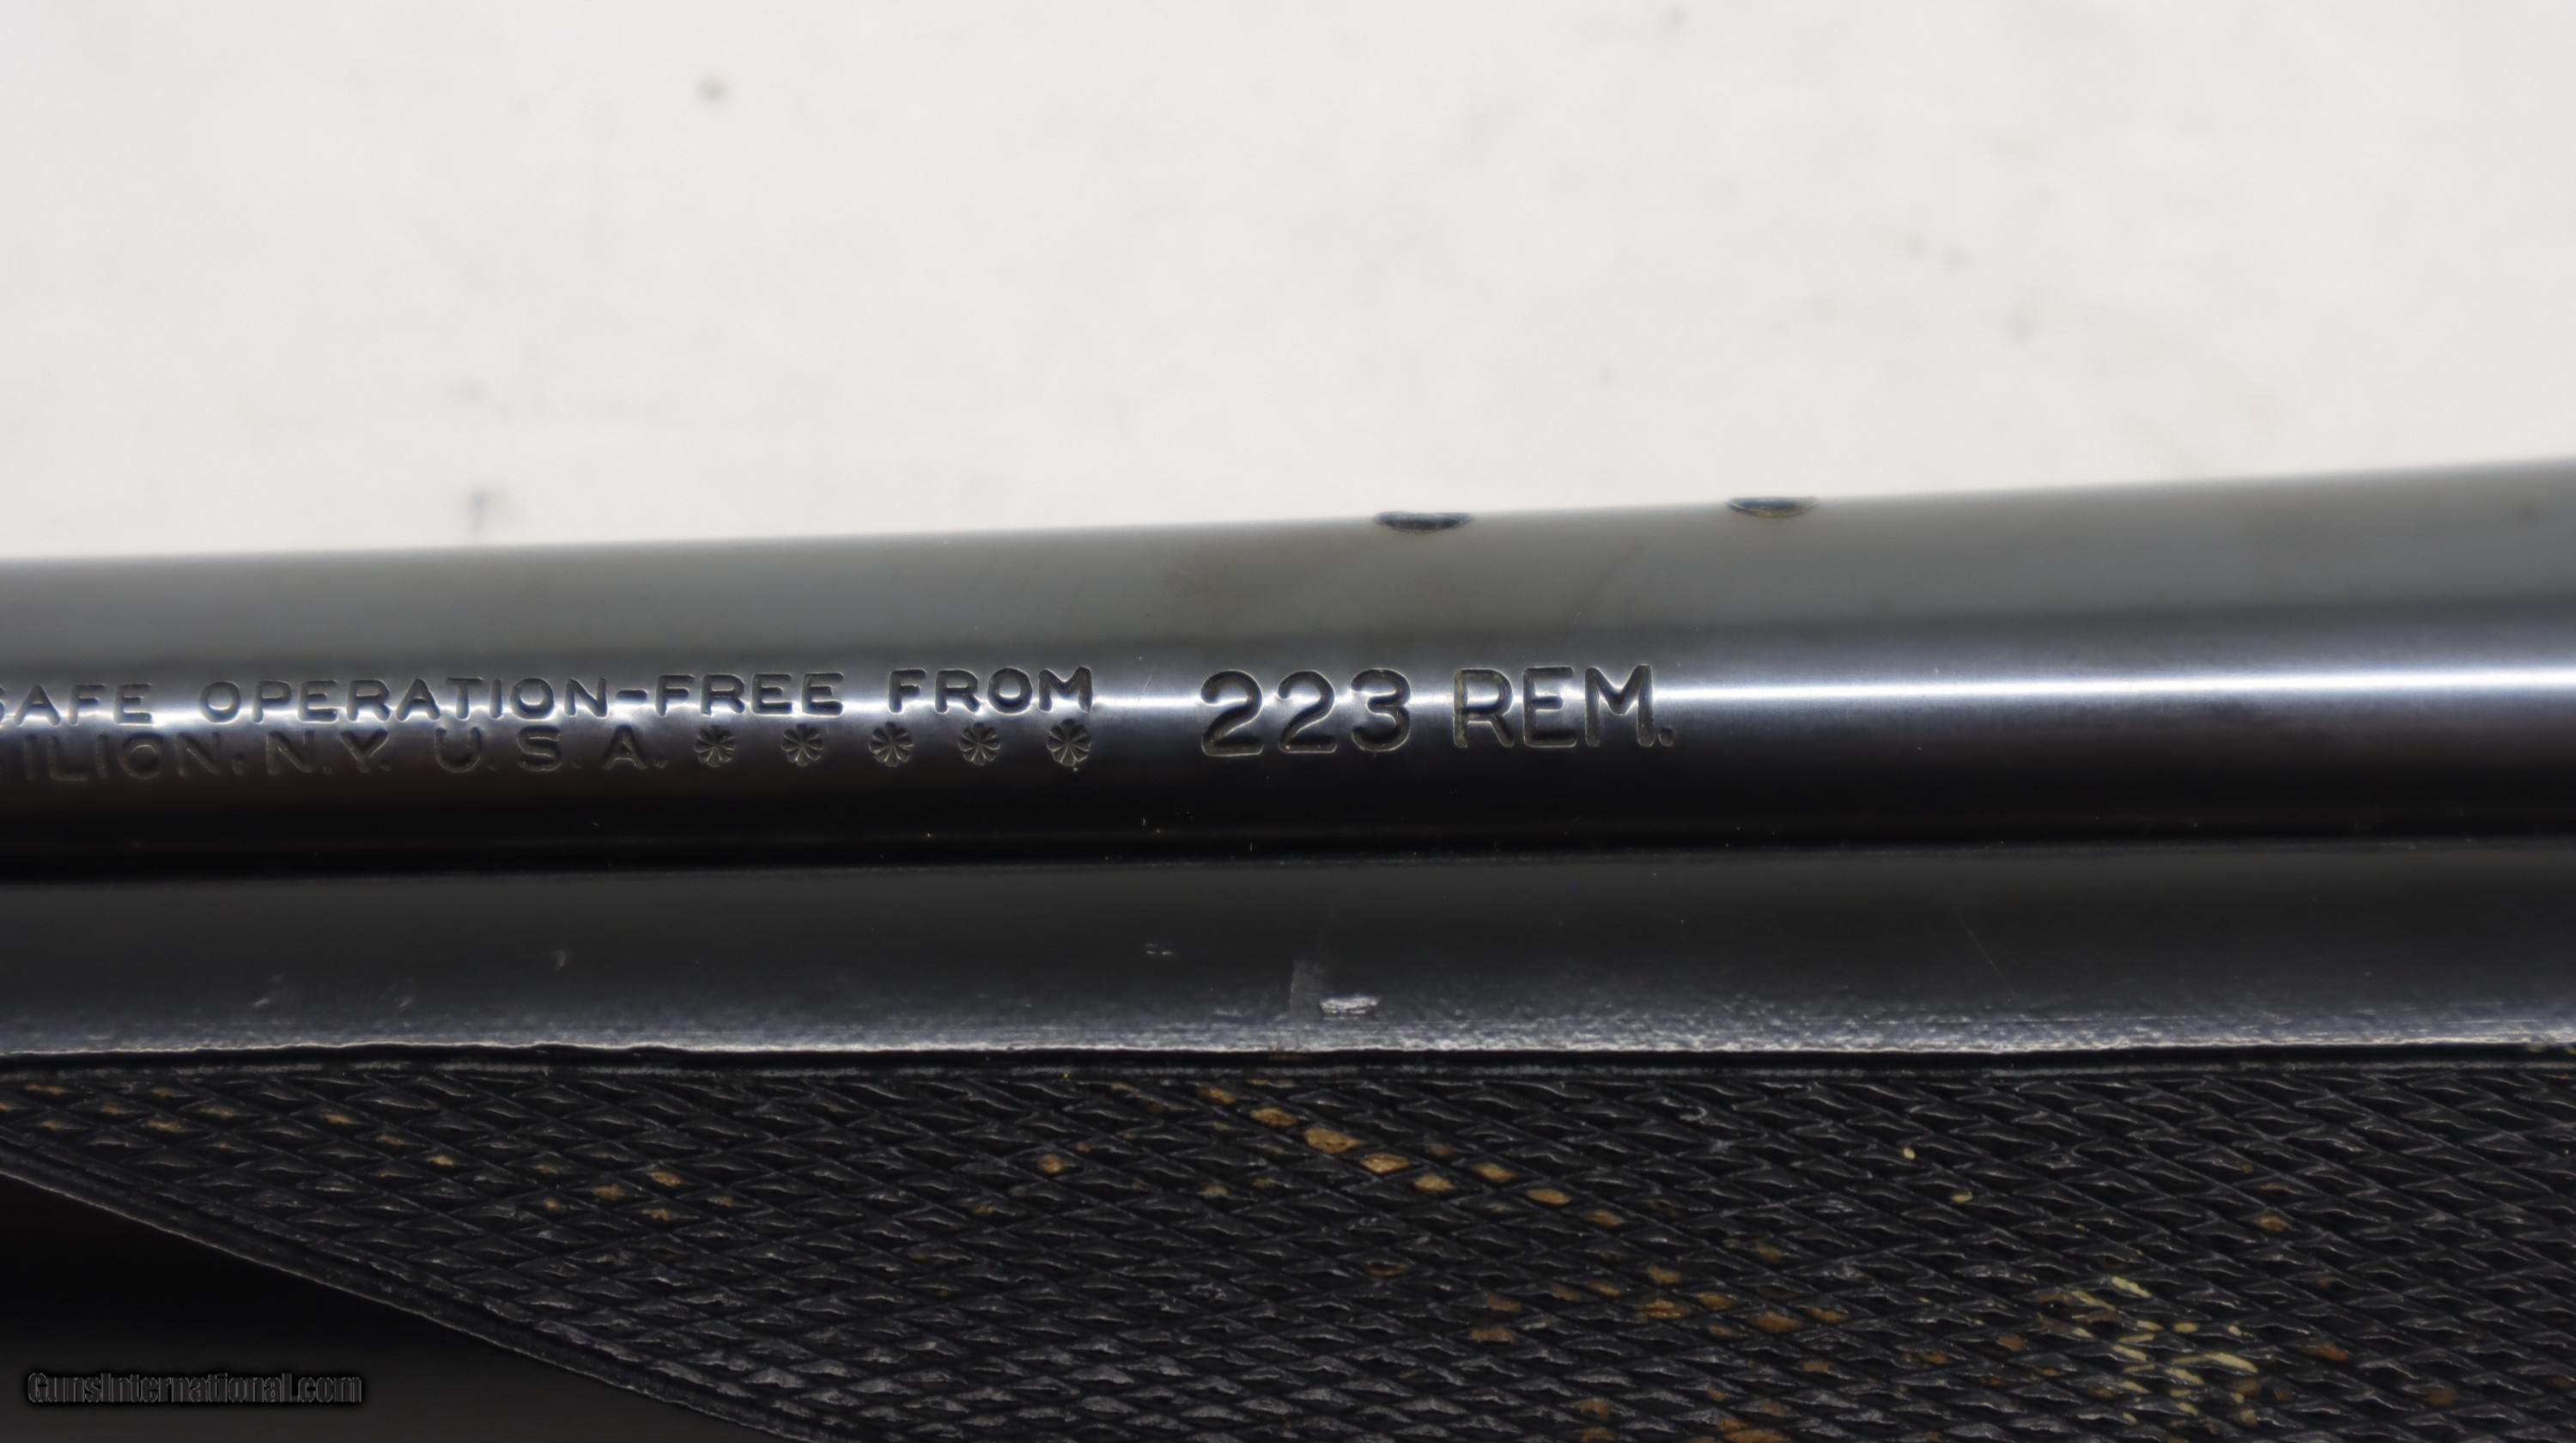 SAFE OPERATION-FREE FROM
ILION, N.Y. U.S.A. * * * * *
223 REM.
GunsInternational.com